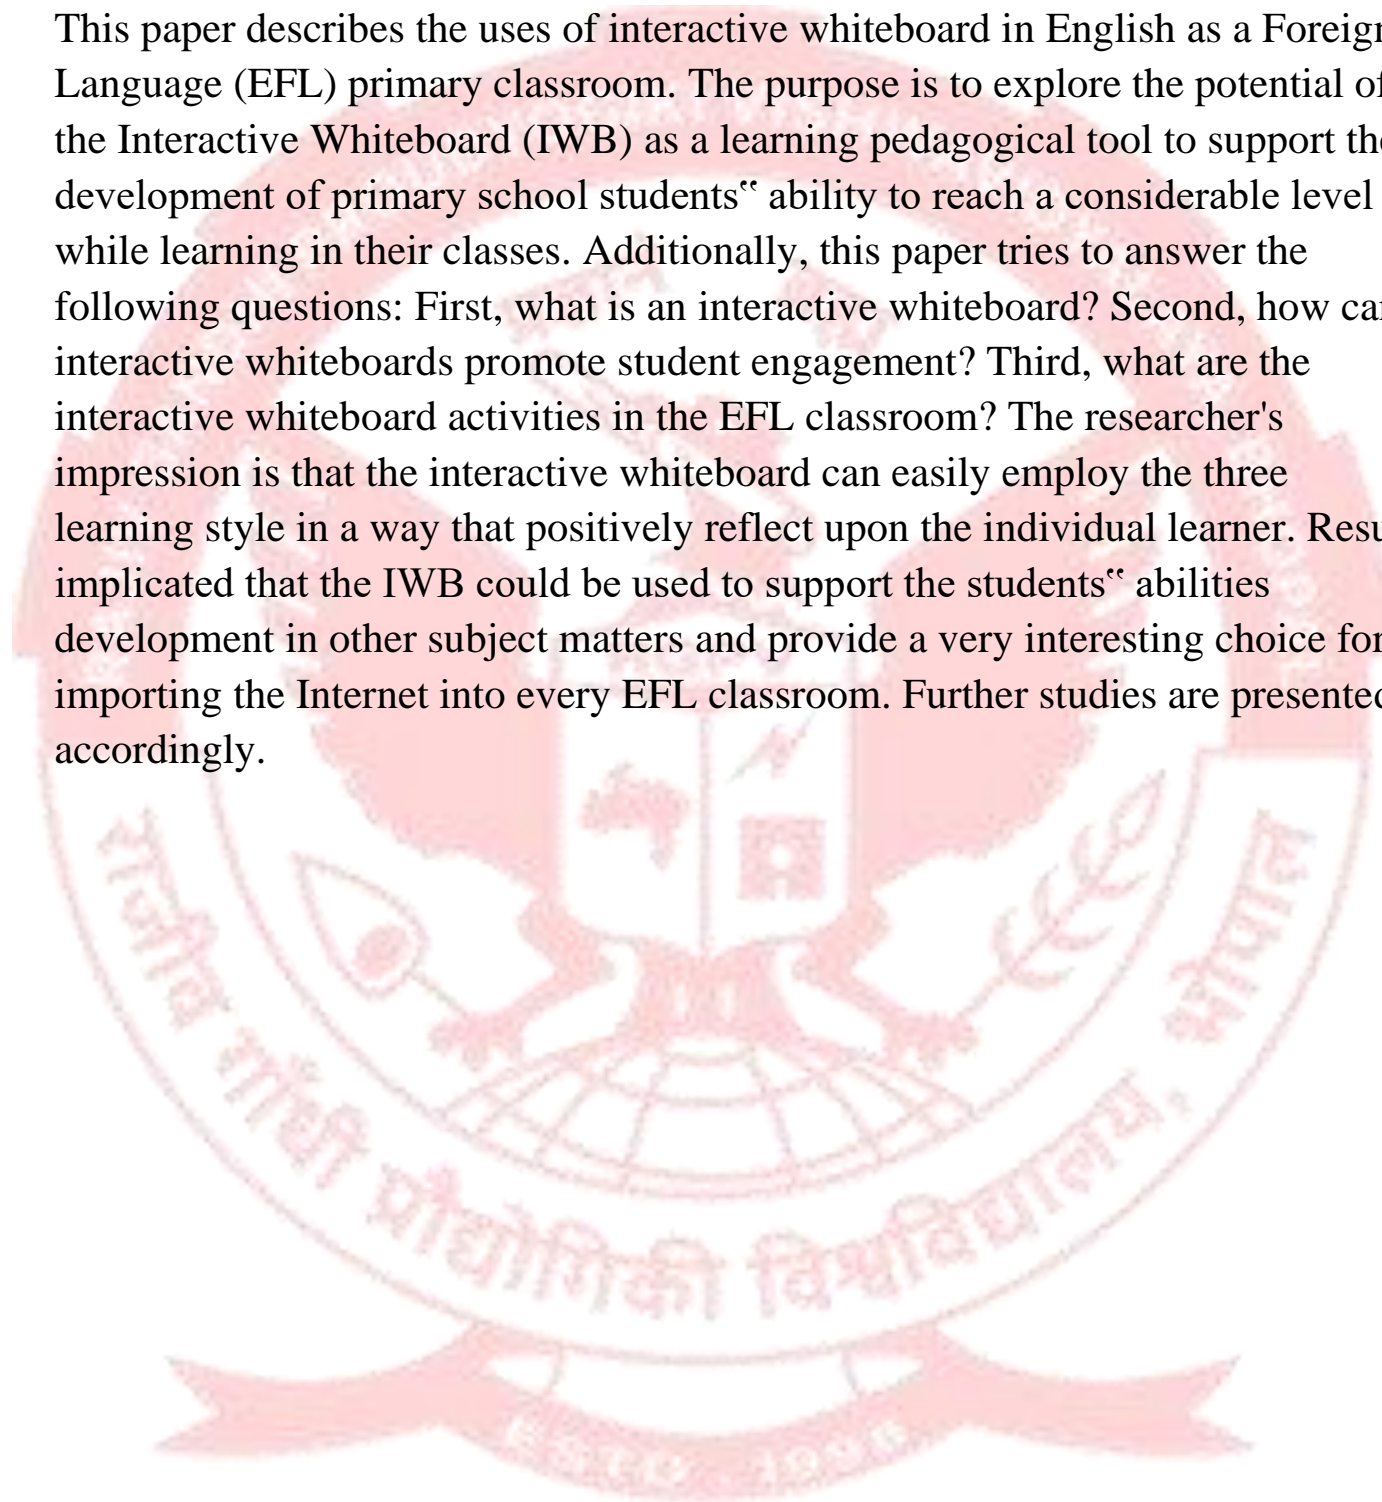 This paper describes the uses of interactive whiteboard in English as a Foreign
Language (EFL) primary classroom. The purpose is to explore the potential of
the Interactive Whiteboard (IWB) as a learning pedagogical tool to support the
development of primary school students‟ ability to reach a considerable level
while learning in their classes. Additionally, this paper tries to answer the
following questions: First, what is an interactive whiteboard? Second, how can
interactive whiteboards promote student engagement? Third, what are the
interactive whiteboard activities in the EFL classroom? The researcher's
impression is that the interactive whiteboard can easily employ the three
learning style in a way that positively reflect upon the individual learner. Resu
implicated that the IWB could be used to support the students‟ abilities
development in other subject matters and provide a very interesting choice for
importing the Internet into every EFL classroom. Further studies are presented
accordingly.
राजीव गाँधी प्रौद्योगिकी विश्वविद्यालय, भोपाल
ESTD. 1998